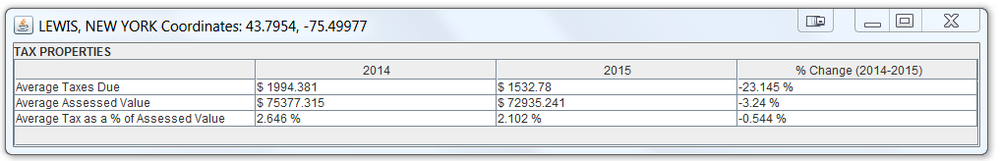 LEWIS, NEW YORK Coordinates: 43.7954, -75.49977
TAX PROPERTIES
2014 2015 % Change (2014-2015)
Average Taxes Due $ 1994.381 $ 1532.78 -23.145 %
Average Assessed Value $ 75377.315 $ 72935.241 -3.24 %
Average Tax as a % of Assessed Value 2.646 % 2.102 % -0.544 %